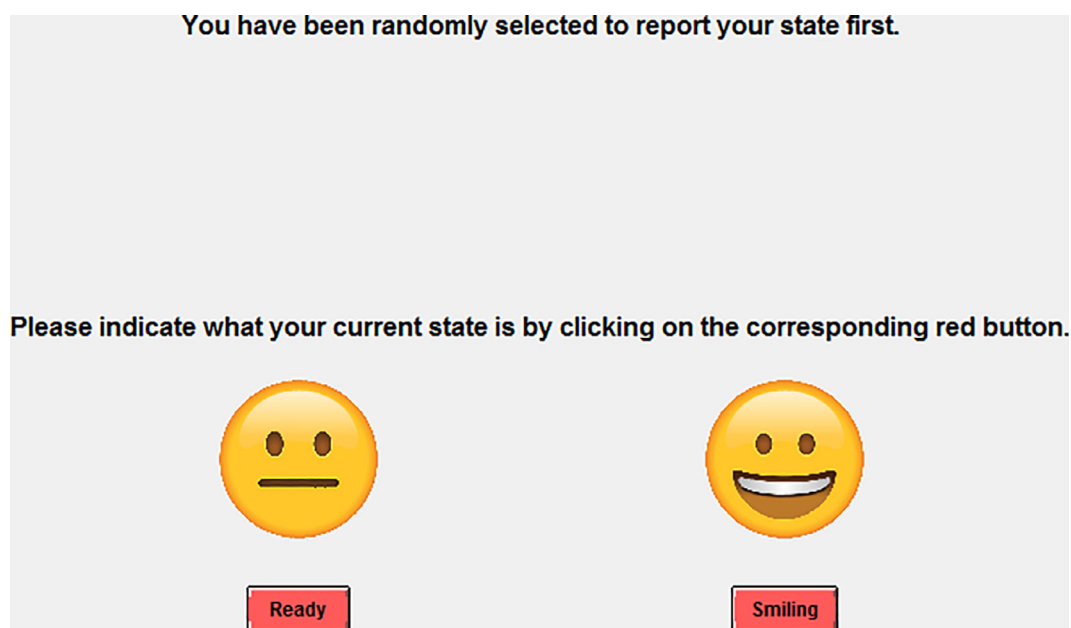 You have been randomly selected to report your state first.
Please indicate what your current state is by clicking on the corresponding red button.
Ready
Smiling